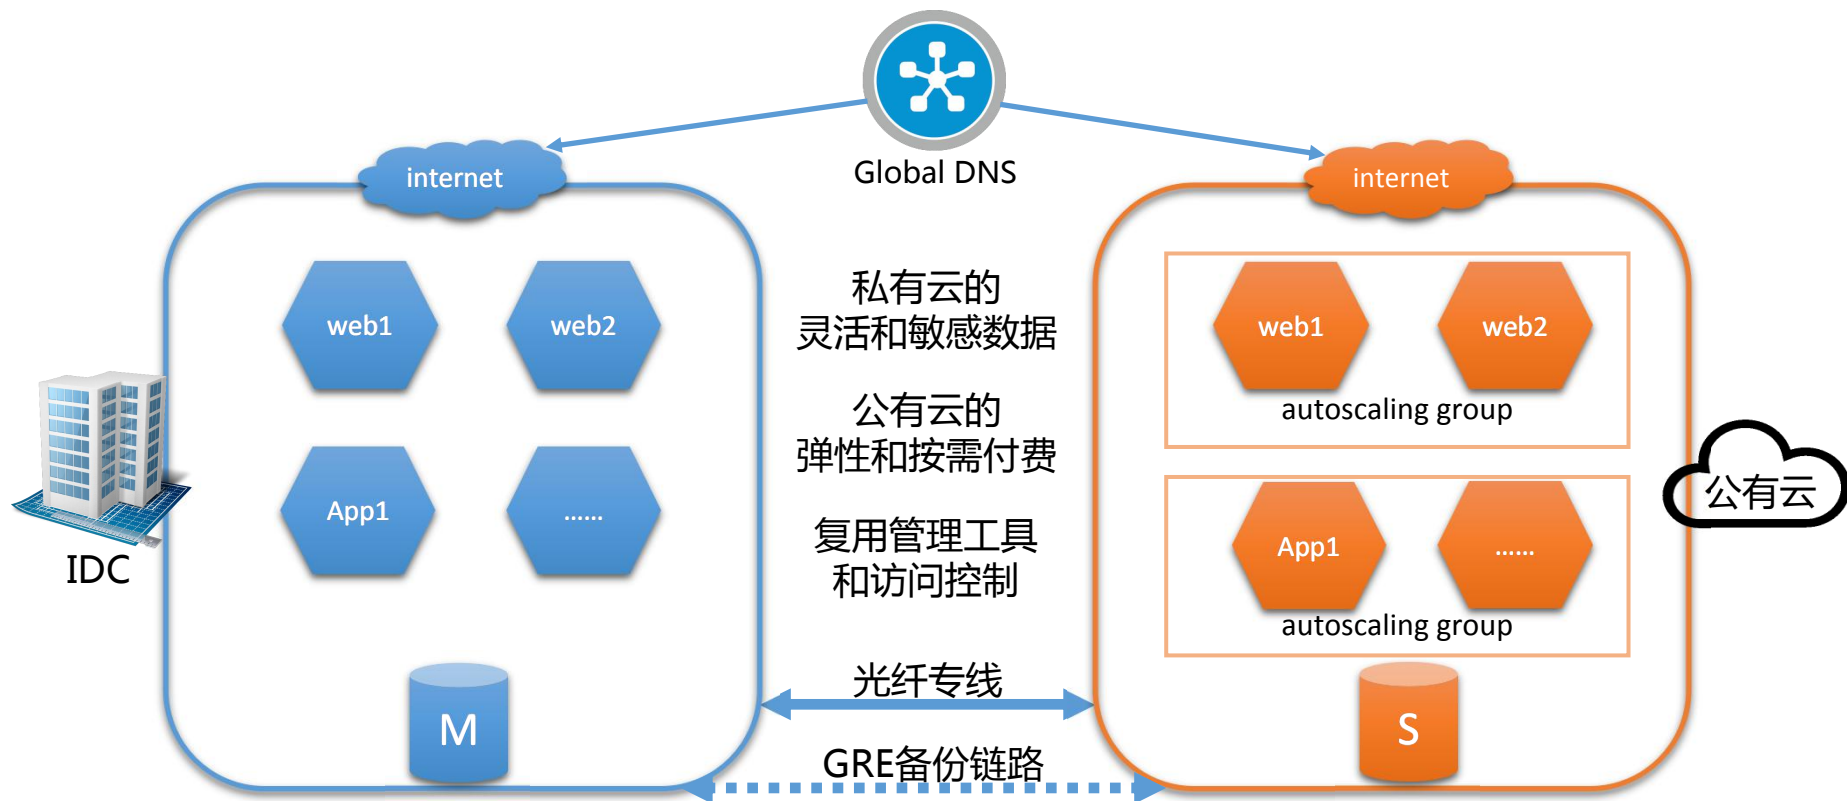 Global DNS
internet
internet
web1
web2
App1
......
M
IDC
私有云的
灵活和敏感数据
公有云的
弹性和按需付费
复用管理工具
和访问控制
光纤专线
GRE备份链路
web1
web2
autoscaling group
App1
......
autoscaling group
S
公有云